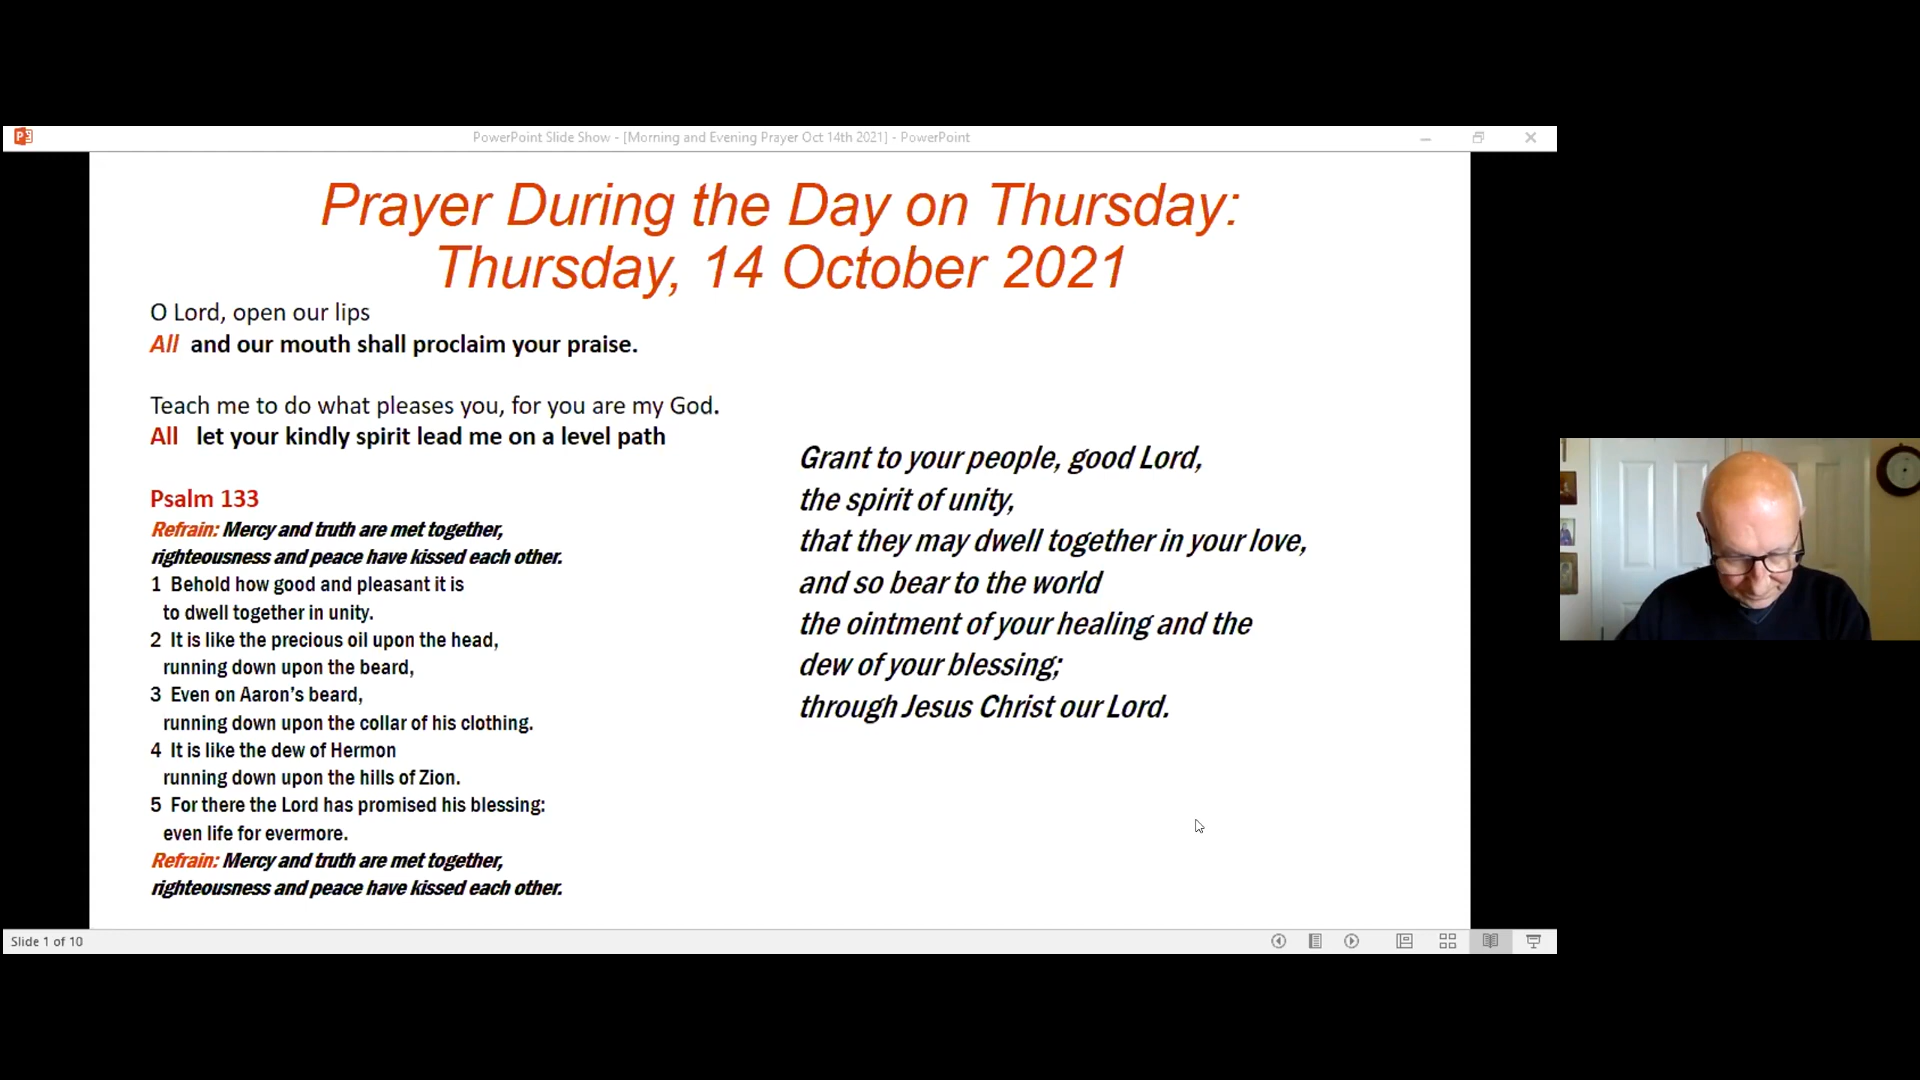 PowerPoint Slide Show - [Morning and Evening Prayer Oct 14th 2021] - PowerPoint
Prayer During the Day on Thursday:
Thursday, 14 October 2021
O Lord, open our lips
All and our mouth shall proclaim your praise.
Teach me to do what pleases you, for you are my God.
All let your kindly spirit lead me on a level path
Psalm 133
Refrain: Mercy and truth are met together,
righteousness and peace have kissed each other.
1 Behold how good and pleasant it is
to dwell together in unity.
2 It is like the precious oil upon the head,
running down upon the beard,
3 Even on Aaron’s beard,
running down upon the collar of his clothing.
4 It is like the dew of Hermon
running down upon the hills of Zion.
5 For there the Lord has promised his blessing:
even life for evermore.
Refrain: Mercy and truth are met together,
righteousness and peace have kissed each other.
Grant to your people, good Lord,
the spirit of unity,
that they may dwell together in your love,
and so bear to the world
the ointment of your healing and the
dew of your blessing;
through Jesus Christ our Lord.
Slide 1 of 10